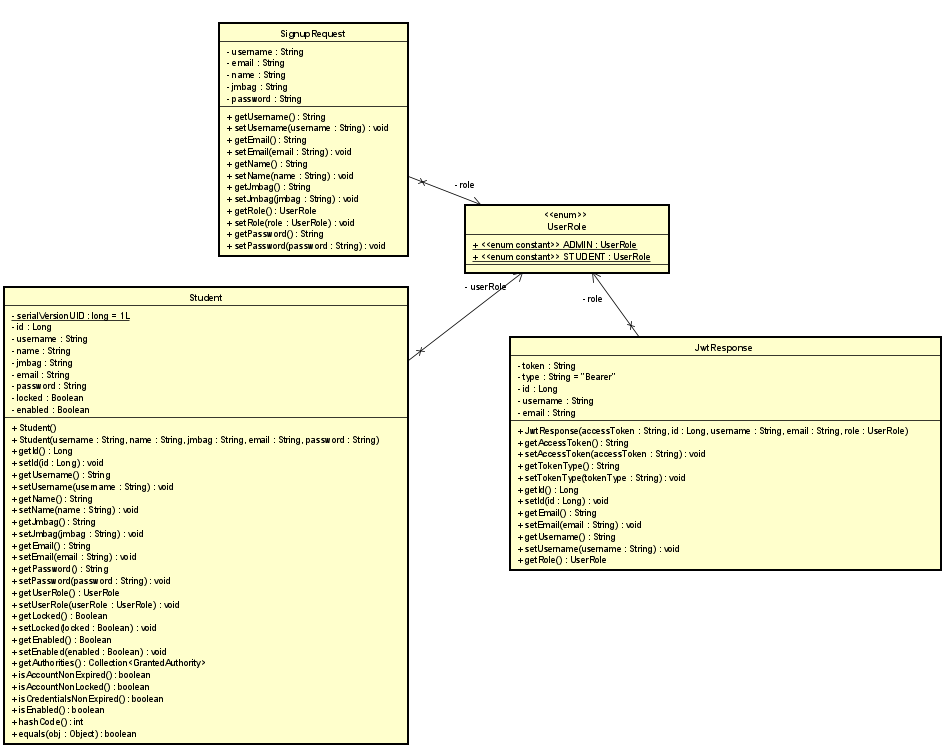 SignupRequest
- username : String
- email : String
- name : String
- jmbag : String
- password : String
+ getUsername() : String
+ setUsername(username : String) : void
+ getEmail() : String
+ setEmail(email : String) : void
+ getName() : String
+ setName(name : String) : void
+ getJmbag() : String
+ setJmbag(jmbag : String) : void
+ getRole() : UserRole
+ setRole(role : UserRole) : void
+ getPassword() : String
+ setPassword(password : String) : void
- role
<<enum>>
UserRole
+ <<enum constant>> ADMIN : UserRole
+ <<enum constant>> STUDENT : UserRole
- userRole
- role
Student
- serialVersionUID : long = 1L
- id : Long
- username : String
- name : String
- jmbag : String
- email : String
- password : String
- locked : Boolean
- enabled : Boolean
+ Student()
+ Student(username : String, name : String, jmbag : String, email : String, password : String)
+ getId() : Long
+ setId(id : Long) : void
+ getUsername() : String
+ setUsername(username : String) : void
+ getName() : String
+ setName(name : String) : void
+ getJmbag() : String
+ setJmbag(jmbag : String) : void
+ getEmail() : String
+ setEmail(email : String) : void
+ getPassword() : String
+ setPassword(password : String) : void
+ getUserRole() : UserRole
+ setUserRole(userRole : UserRole) : void
+ getLocked() : Boolean
+ setLocked(locked : Boolean) : void
+ getEnabled() : Boolean
+ setEnabled(enabled : Boolean) : void
+ getAuthorities() : Collection<GrantedAuthority>
+ isAccountNonExpired() : boolean
+ isAccountNonLocked() : boolean
+ isCredentialsNonExpired() : boolean
+ isEnabled() : boolean
+ hashCode() : int
+ equals(obj : Object) : boolean
JwtResponse
- token : String
- type : String = "Bearer"
- id : Long
- username : String
- email : String
+ JwtResponse(accessToken : String, id : Long, username : String, email : String, role : UserRole)
+ getAccessToken() : String
+ setAccessToken(accessToken : String) : void
+ getTokenType() : String
+ setTokenType(tokenType : String) : void
+ getId() : Long
+ setId(id : Long) : void
+ getEmail() : String
+ setEmail(email : String) : void
+ getUsername() : String
+ setUsername(username : String) : void
+ getRole() : UserRole